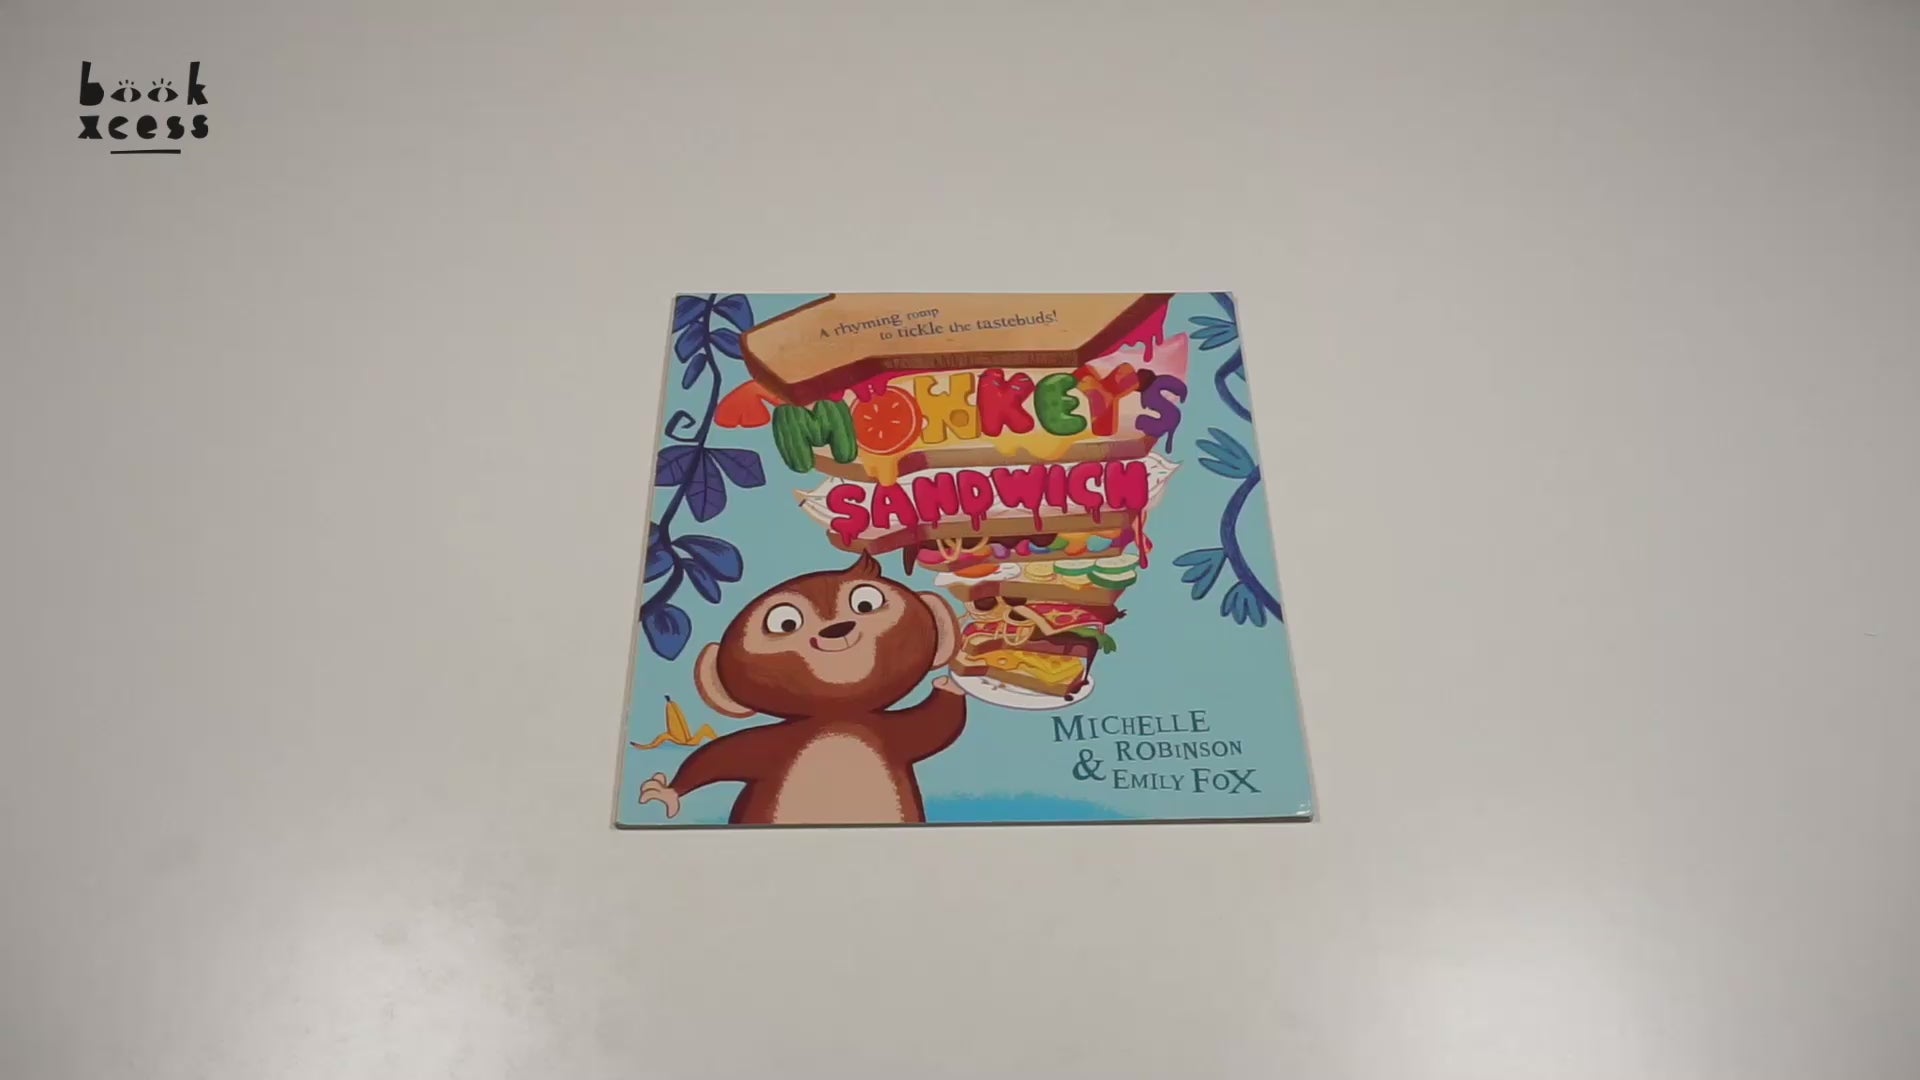 book
xcess
A rhyming romp
to tickle the tastebuds!
MONKEY'S
SANDWICH
MICHELLE
ROBINSON
& EMILY FOX